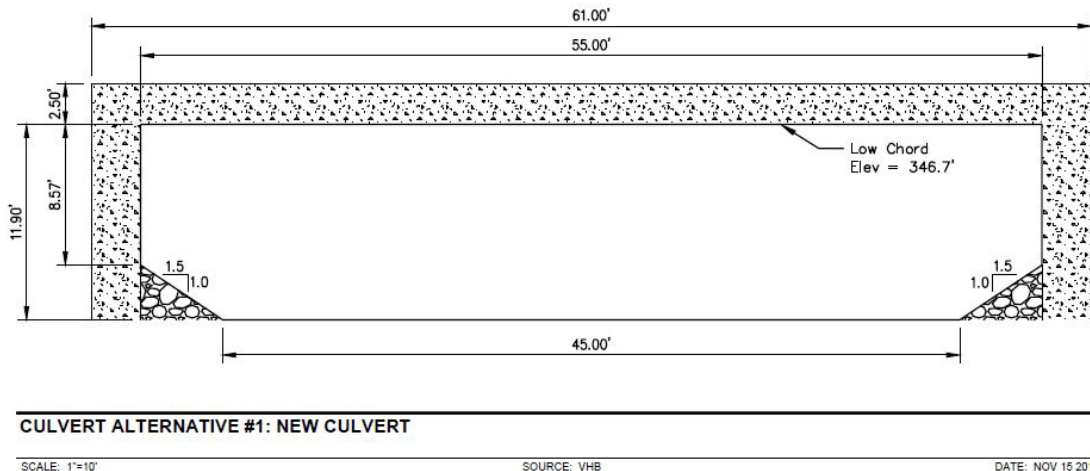 61.00'
55.00'
2.50'
8.57'
11.90'
Low Chord
Elev = 346.7'
1.5
1.0
1.5
1.0
45.00'
CULVERT ALTERNATIVE #1: NEW CULVERT
SCALE: 1"=10'
SOURCE: VHB
DATE: NOV 15 20